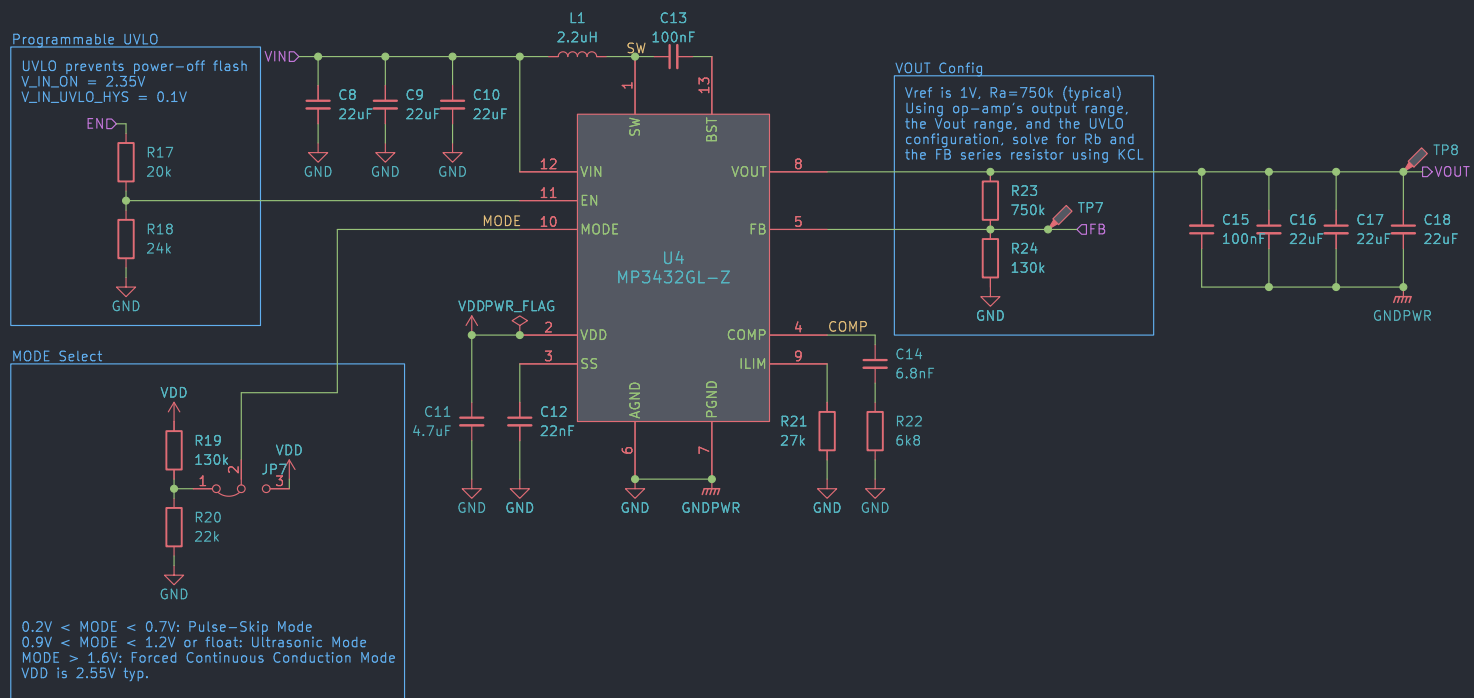 Programmable UVLO
UVLO prevents power-off flash
V_IN_ON = 2.35V
V_IN_UVLO_HYS = 0.1V
EN
R17
20k
R18
24k
GND
VIN
C8
22uF
GND
C9
22uF
GND
C10
22uF
GND
L1
2.2uH
SW
C13
100nF
1
13
SW
BST
12
VIN
11
EN
MODE
10
MODE
U4
MP3432GL-Z
VOUT
8
FB
5
VDD
PWR_FLAG
2
VDD
3
SS
COMP
4
COMP
ILIM
9
AGND
PGND
6
7
GND
GNDPWR
C11
4.7uF
GND
C12
22nF
GND
R21
27k
GND
C14
6.8nF
R22
6k8
GND
VOUT Config
Vref is 1V, Ra=750k (typical)
Using op-amp's output range,
the Vout range, and the UVLO
configuration, solve for Rb and
the FB series resistor using KCL
R23
750k
TP7
FB
R24
130k
GND
TP8
VOUT
C15
100nF
C16
22uF
C17
22uF
C18
22uF
GNDPWR
MODE Select
VDD
R19
130k
VDD
JP7
1
2
3
R20
22k
GND
0.2V < MODE < 0.7V: Pulse-Skip Mode
0.9V < MODE < 1.2V or float: Ultrasonic Mode
MODE > 1.6V: Forced Continuous Conduction Mode
VDD is 2.55V typ.